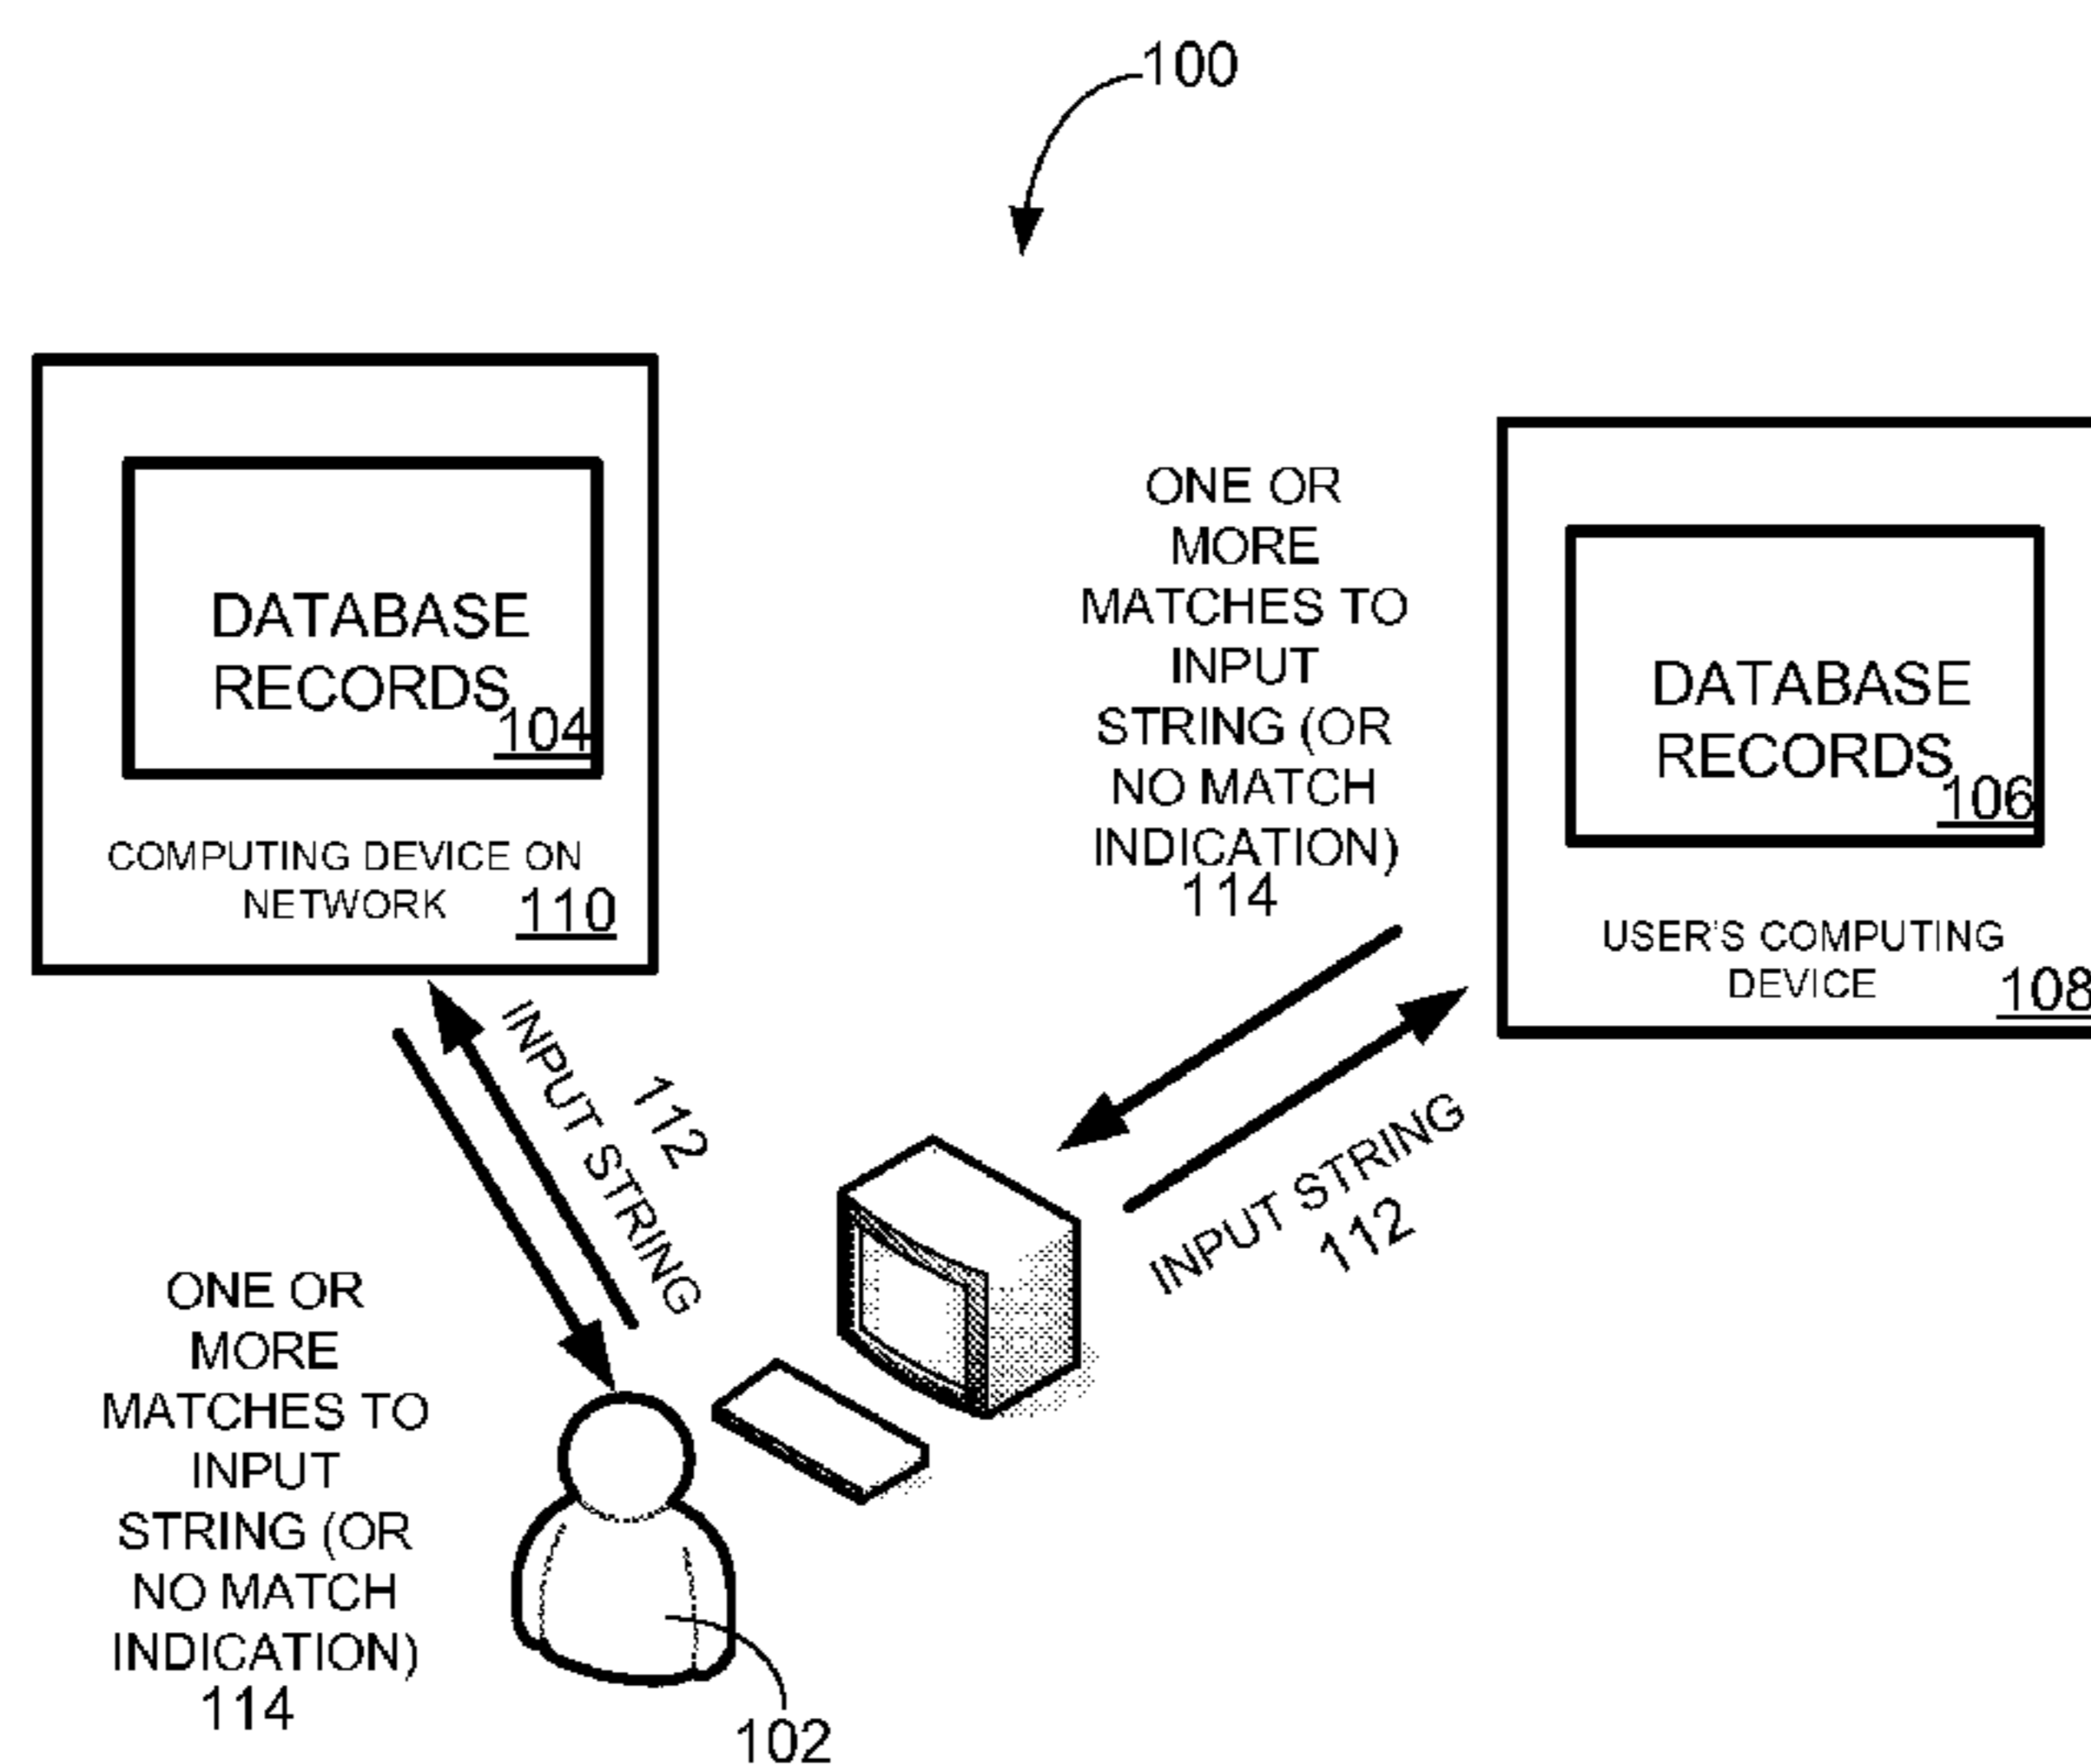 100
DATABASE
RECORDS
104
COMPUTING DEVICE ON
NETWORK
110
ONE OR
MORE
MATCHES TO
INPUT
STRING (OR
NO MATCH
INDICATION)
114
DATABASE
RECORDS
106
USER'S COMPUTING
DEVICE
108
INPUT STRING
112
INPUT STRING
112
ONE OR
MORE
MATCHES TO
INPUT
STRING (OR
NO MATCH
INDICATION)
114
102